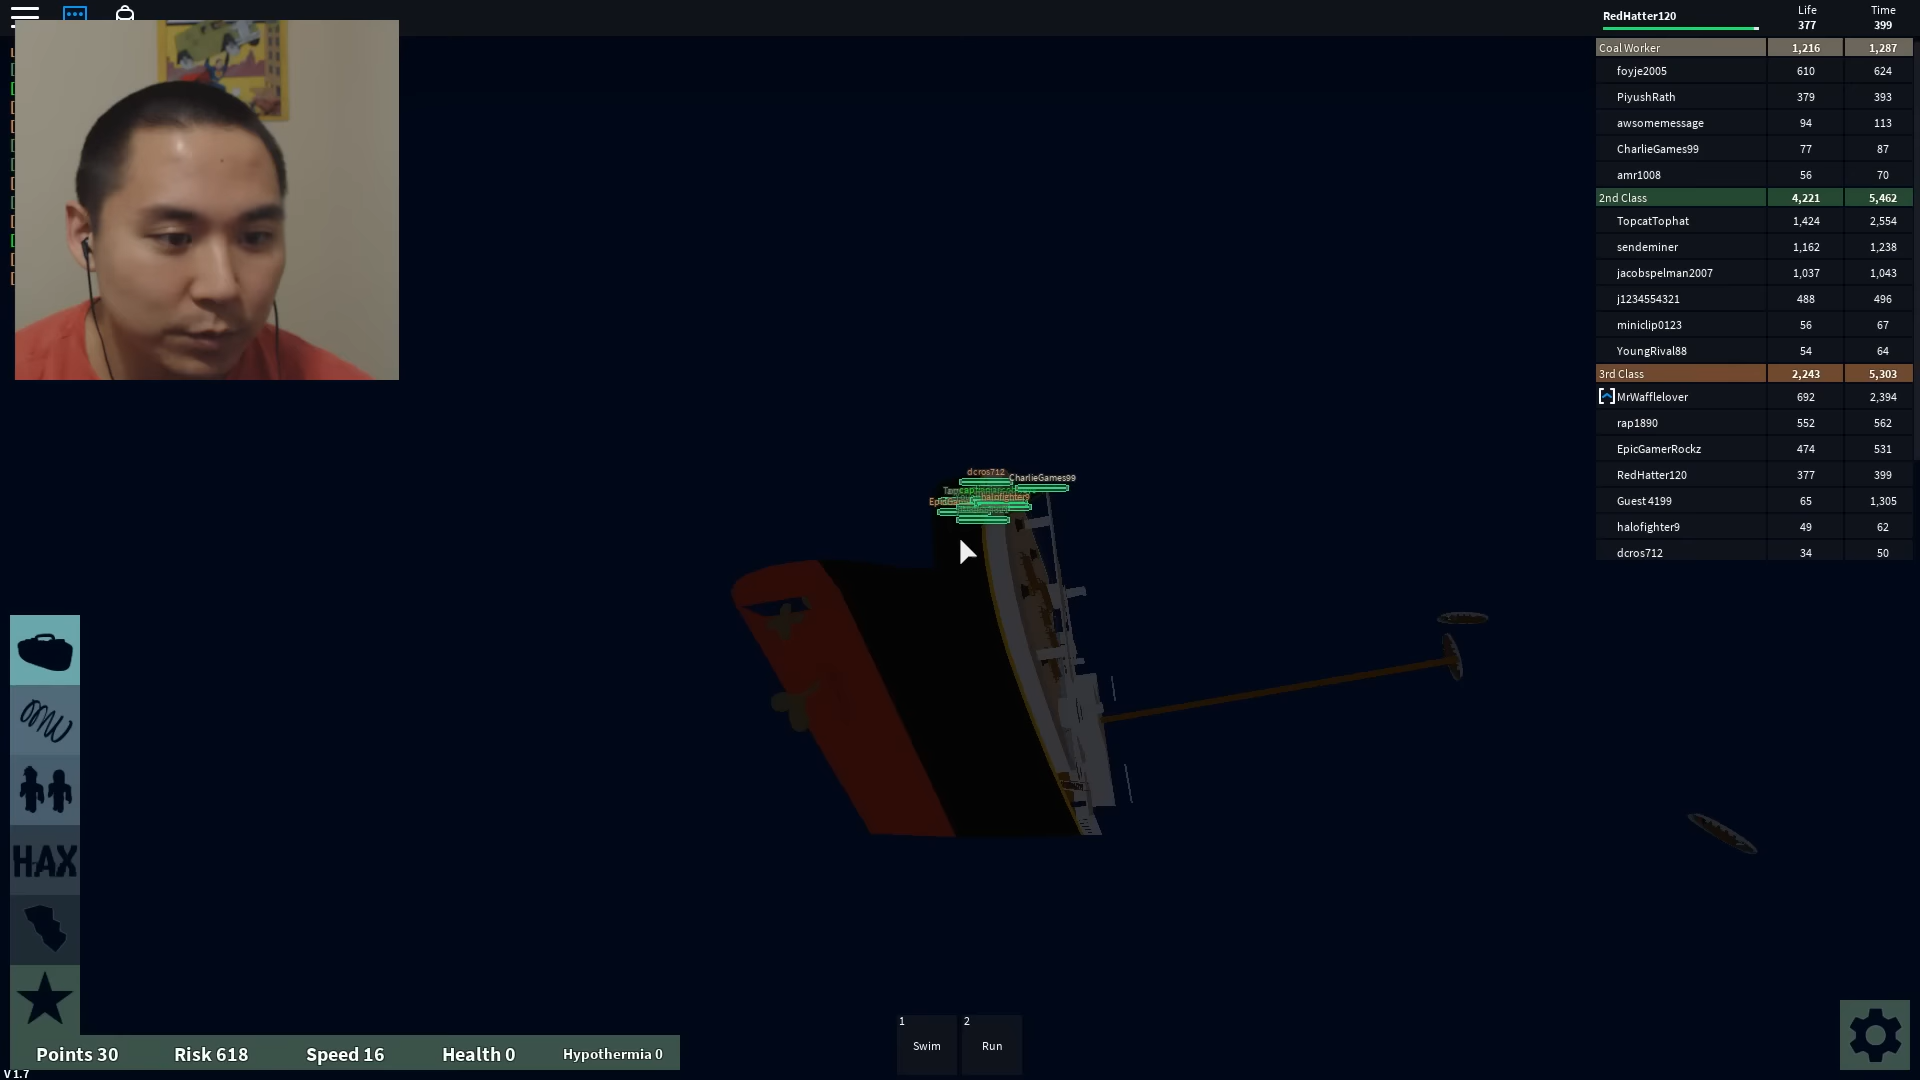 RedHatter120 Life 377 Time 399
Coal Worker 1,216 1,287
foyje2005 610 624
PiyushRath 379 393
awsomemessage 94 113
CharlieGames99 77 87
amr1008 56 70
2nd Class 4,221 5,462
TopcatTophat 1,424 2,554
sendeminer 1,162 1,238
jacobspelman2007 1,037 1,043
j1234554321 488 496
miniclip0123 56 67
YoungRival88 54 64
3rd Class 2,243 5,303
MrWafflelover 692 2,394
rap1890 552 562
EpicGamerRockz 474 531
RedHatter120 377 399
Guest 4199 65 1,305
halofighter9 49 62
dcros712 34 50
dcros712
CharlieGames99
halofighter9
HAX
1 Swim
2 Run
Points 30 Risk 618 Speed 16 Health 0 Hypothermia 0
V 1.7